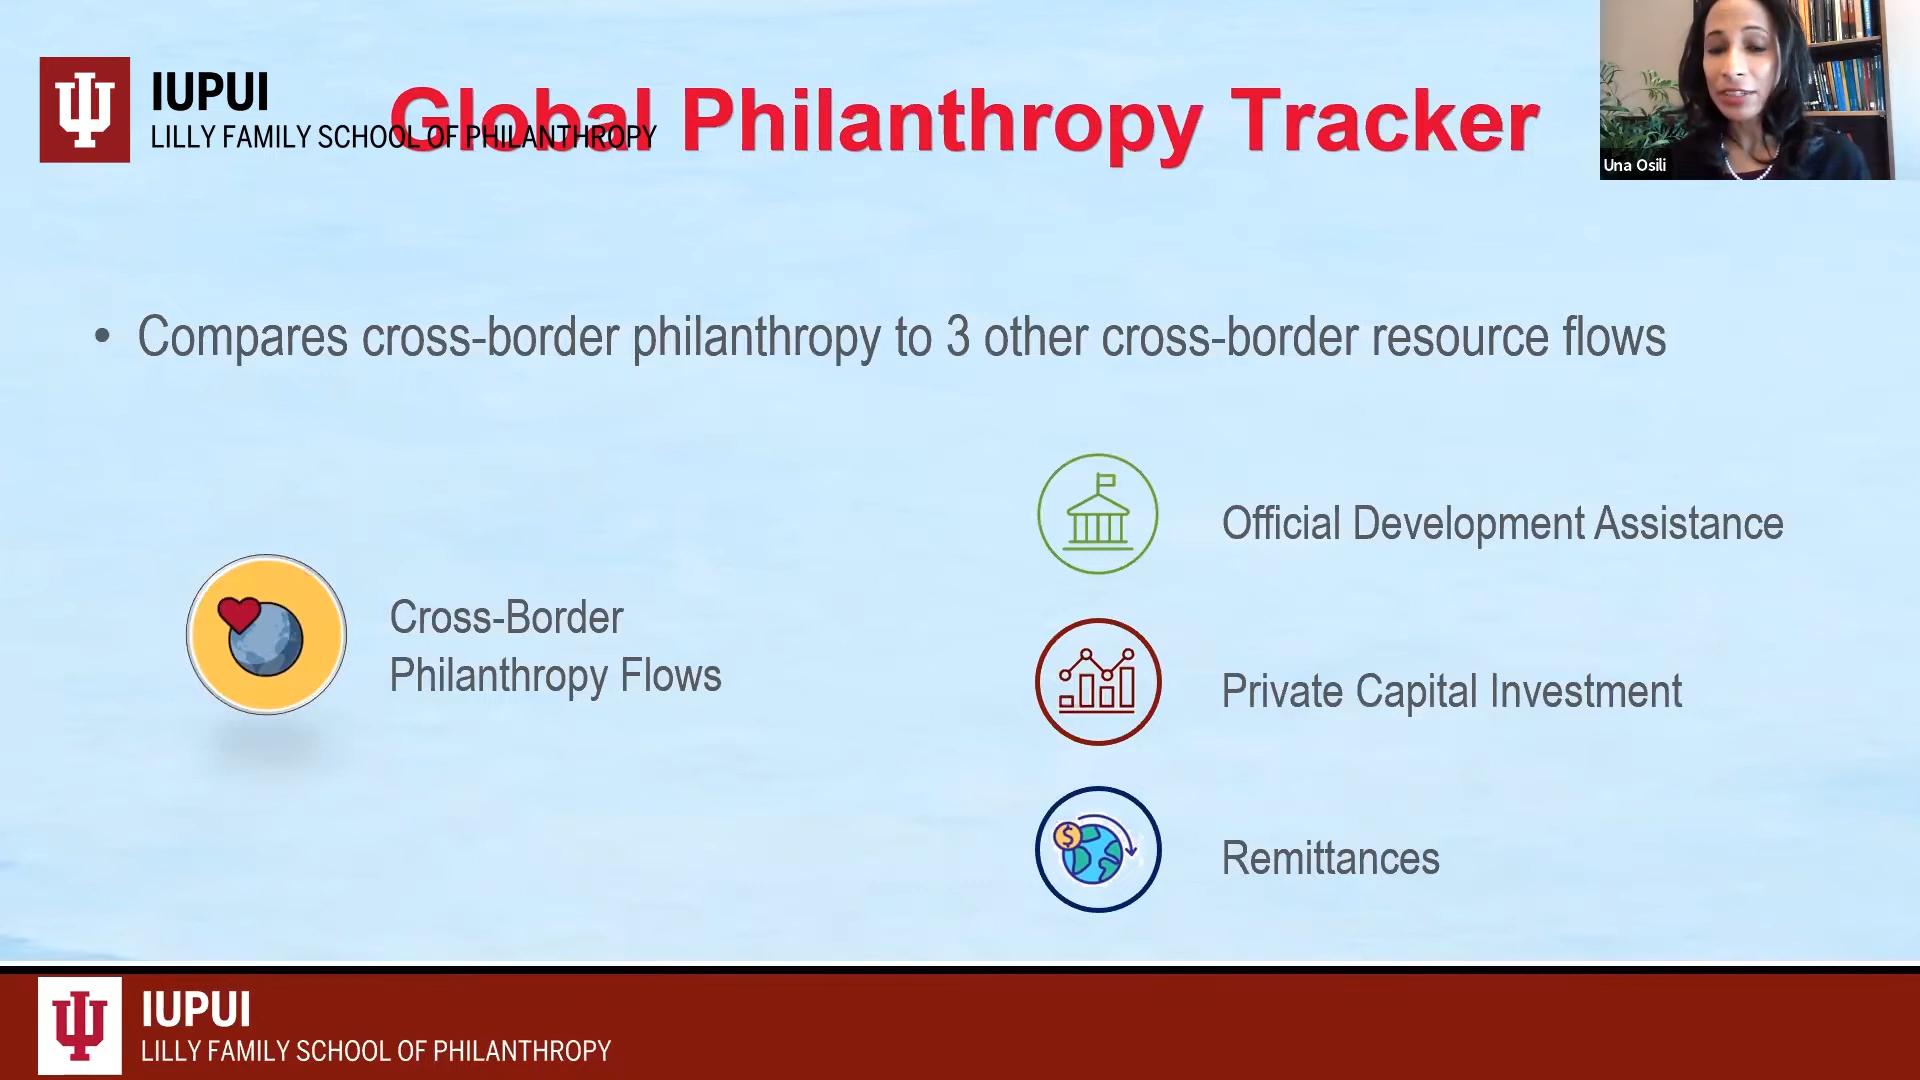 IUPUI
LILLY FAMILY SCHOOL OF PHILANTHROPY
Global Philanthropy Tracker
Una Osili
• Compares cross-border philanthropy to 3 other cross-border resource flows
Cross-Border
Philanthropy Flows
Official Development Assistance
Private Capital Investment
$
Remittances
IUPUI
LILLY FAMILY SCHOOL OF PHILANTHROPY